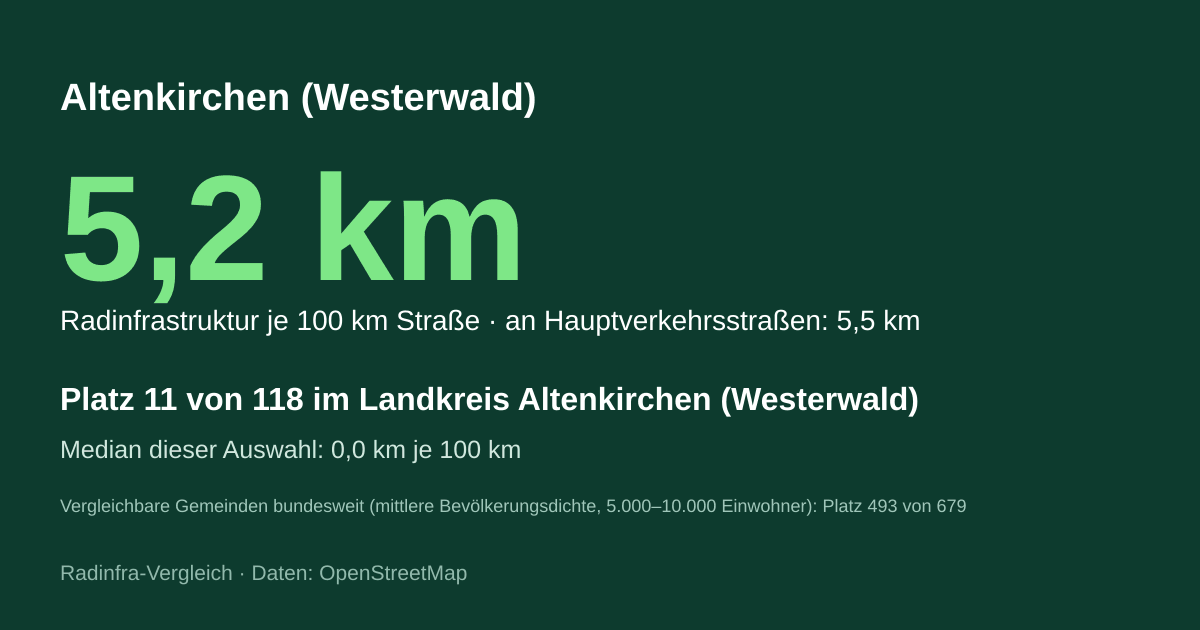 Altenkirchen (Westerwald)
5,2 km
Radinfrastruktur je 100 km Straße · an Hauptverkehrsstraßen: 5,5 km
Platz 11 von 118 im Landkreis Altenkirchen (Westerwald)
Median dieser Auswahl: 0,0 km je 100 km
Vergleichbare Gemeinden bundesweit (mittlere Bevölkerungsdichte, 5.000–10.000 Einwohner): Platz 493 von 679
Radinfra-Vergleich · Daten: OpenStreetMap